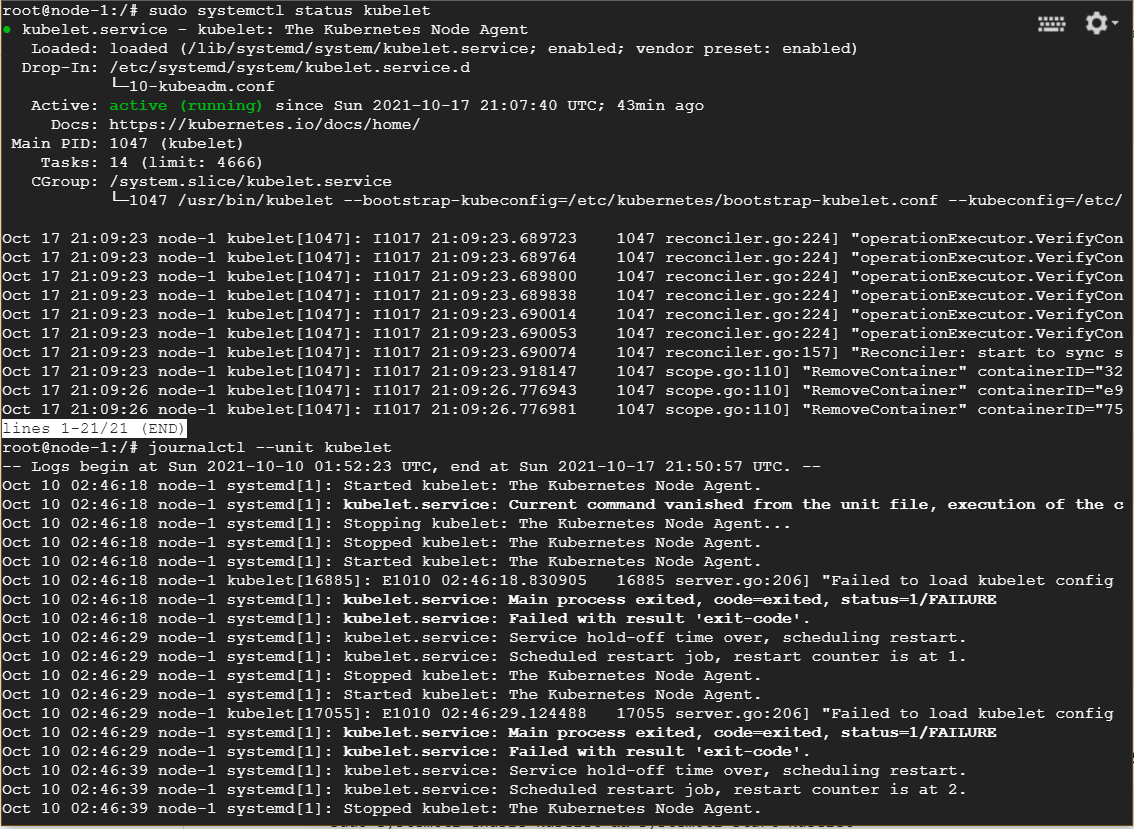 root@node-1:/# sudo systemctl status kubelet
● kubelet.service - kubelet: The Kubernetes Node Agent
   Loaded: loaded (/lib/systemd/system/kubelet.service; enabled; vendor preset: enabled)
  Drop-In: /etc/systemd/system/kubelet.service.d
           └─10-kubeadm.conf
   Active: active (running) since Sun 2021-10-17 21:07:40 UTC; 43min ago
     Docs: https://kubernetes.io/docs/home/
 Main PID: 1047 (kubelet)
    Tasks: 14 (limit: 4666)
   CGroup: /system.slice/kubelet.service
           └─1047 /usr/bin/kubelet --bootstrap-kubeconfig=/etc/kubernetes/bootstrap-kubelet.conf --kubeconfig=/etc/
Oct 17 21:09:23 node-1 kubelet[1047]: I1017 21:09:23.689723    1047 reconciler.go:224] "operationExecutor.VerifyCon
Oct 17 21:09:23 node-1 kubelet[1047]: I1017 21:09:23.689764    1047 reconciler.go:224] "operationExecutor.VerifyCon
Oct 17 21:09:23 node-1 kubelet[1047]: I1017 21:09:23.689800    1047 reconciler.go:224] "operationExecutor.VerifyCon
Oct 17 21:09:23 node-1 kubelet[1047]: I1017 21:09:23.689838    1047 reconciler.go:224] "operationExecutor.VerifyCon
Oct 17 21:09:23 node-1 kubelet[1047]: I1017 21:09:23.690014    1047 reconciler.go:224] "operationExecutor.VerifyCon
Oct 17 21:09:23 node-1 kubelet[1047]: I1017 21:09:23.690053    1047 reconciler.go:224] "operationExecutor.VerifyCon
Oct 17 21:09:23 node-1 kubelet[1047]: I1017 21:09:23.690074    1047 reconciler.go:157] "Reconciler: start to sync s
Oct 17 21:09:23 node-1 kubelet[1047]: I1017 21:09:23.918147    1047 scope.go:110] "RemoveContainer" containerID="32
Oct 17 21:09:26 node-1 kubelet[1047]: I1017 21:09:26.776943    1047 scope.go:110] "RemoveContainer" containerID="e9
Oct 17 21:09:26 node-1 kubelet[1047]: I1017 21:09:26.776981    1047 scope.go:110] "RemoveContainer" containerID="75
lines 1-21/21 (END)
root@node-1:/# journalctl --unit kubelet
-- Logs begin at Sun 2021-10-10 01:52:23 UTC, end at Sun 2021-10-17 21:50:57 UTC. --
Oct 10 02:46:18 node-1 systemd[1]: Started kubelet: The Kubernetes Node Agent.
Oct 10 02:46:18 node-1 systemd[1]: kubelet.service: Current command vanished from the unit file, execution of the c
Oct 10 02:46:18 node-1 systemd[1]: Stopping kubelet: The Kubernetes Node Agent...
Oct 10 02:46:18 node-1 systemd[1]: Stopped kubelet: The Kubernetes Node Agent.
Oct 10 02:46:18 node-1 systemd[1]: Started kubelet: The Kubernetes Node Agent.
Oct 10 02:46:18 node-1 kubelet[16885]: E1010 02:46:18.830905   16885 server.go:206] "Failed to load kubelet config
Oct 10 02:46:18 node-1 systemd[1]: kubelet.service: Main process exited, code=exited, status=1/FAILURE
Oct 10 02:46:18 node-1 systemd[1]: kubelet.service: Failed with result 'exit-code'.
Oct 10 02:46:29 node-1 systemd[1]: kubelet.service: Service hold-off time over, scheduling restart.
Oct 10 02:46:29 node-1 systemd[1]: kubelet.service: Scheduled restart job, restart counter is at 1.
Oct 10 02:46:29 node-1 systemd[1]: Stopped kubelet: The Kubernetes Node Agent.
Oct 10 02:46:29 node-1 systemd[1]: Started kubelet: The Kubernetes Node Agent.
Oct 10 02:46:29 node-1 kubelet[17055]: E1010 02:46:29.124488   17055 server.go:206] "Failed to load kubelet config
Oct 10 02:46:29 node-1 systemd[1]: kubelet.service: Main process exited, code=exited, status=1/FAILURE
Oct 10 02:46:29 node-1 systemd[1]: kubelet.service: Failed with result 'exit-code'.
Oct 10 02:46:39 node-1 systemd[1]: kubelet.service: Service hold-off time over, scheduling restart.
Oct 10 02:46:39 node-1 systemd[1]: kubelet.service: Scheduled restart job, restart counter is at 2.
Oct 10 02:46:39 node-1 systemd[1]: Stopped kubelet: The Kubernetes Node Agent.